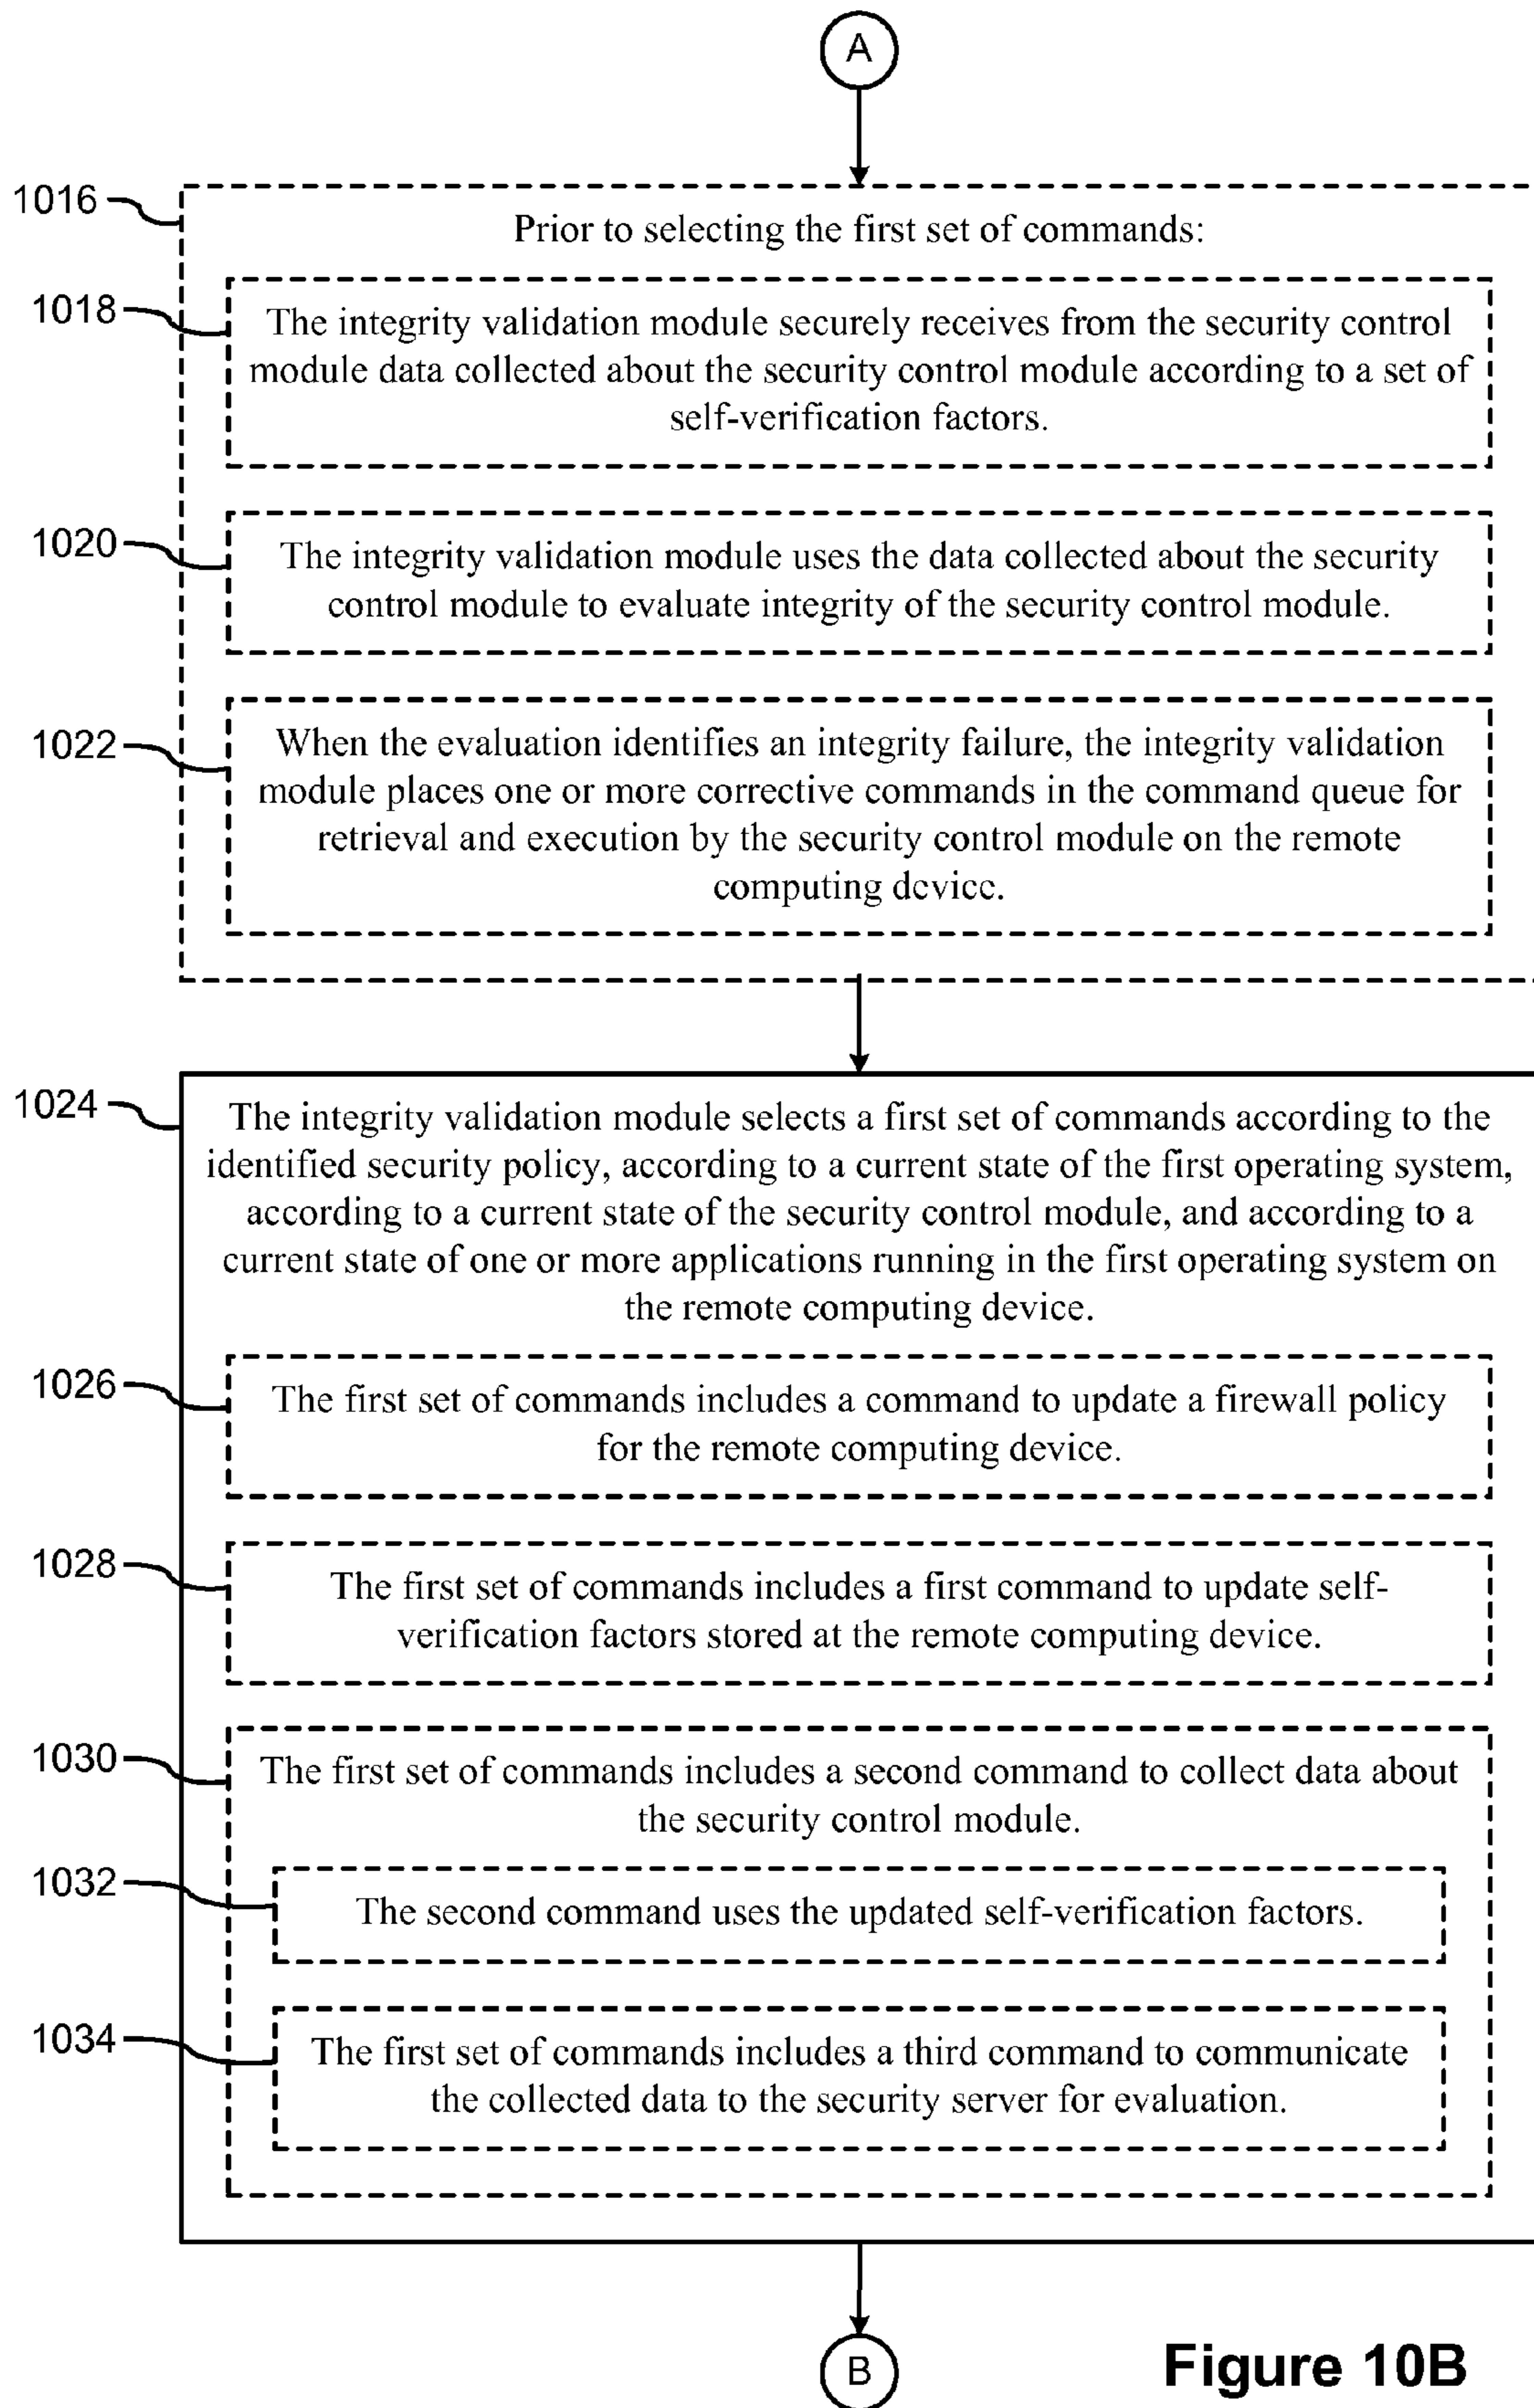 A
1016
Prior to selecting the first set of commands:
1018
The integrity validation module securely receives from the security control
module data collected about the security control module according to a set of
self-verification factors.
1020
The integrity validation module uses the data collected about the security
control module to evaluate integrity of the security control module.
1022
When the evaluation identifies an integrity failure, the integrity validation
module places one or more corrective commands in the command queue for
retrieval and execution by the security control module on the remote
computing device.
1024
The integrity validation module selects a first set of commands according to the
identified security policy, according to a current state of the first operating system,
according to a current state of the security control module, and according to a
current state of one or more applications running in the first operating system on
the remote computing device.
1026
The first set of commands includes a command to update a firewall policy
for the remote computing device.
1028
The first set of commands includes a first command to update self-
verification factors stored at the remote computing device.
1030
The first set of commands includes a second command to collect data about
the security control module.
1032
The second command uses the updated self-verification factors.
1034
The first set of commands includes a third command to communicate
the collected data to the security server for evaluation.
B
Figure 10B